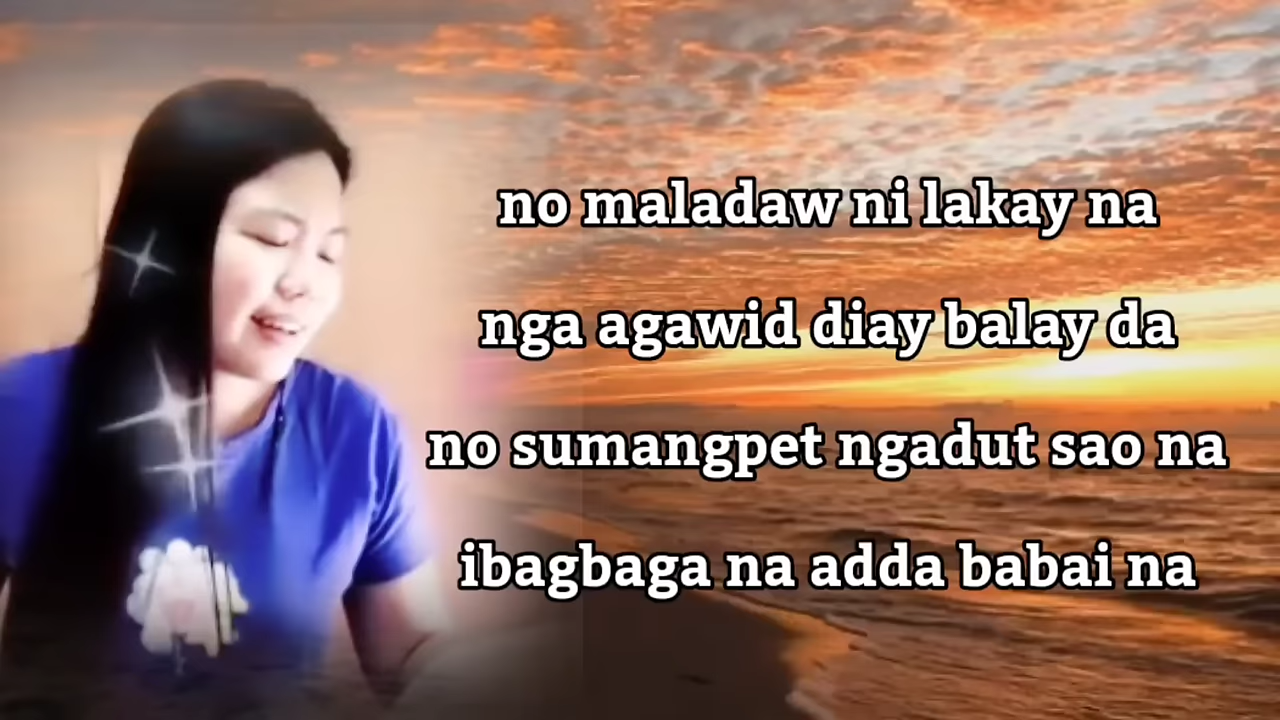 no maladaw ni lakay na
nga agawid diay balay da
no sumangpet ngadut sao na
ibagbaga na adda babai na